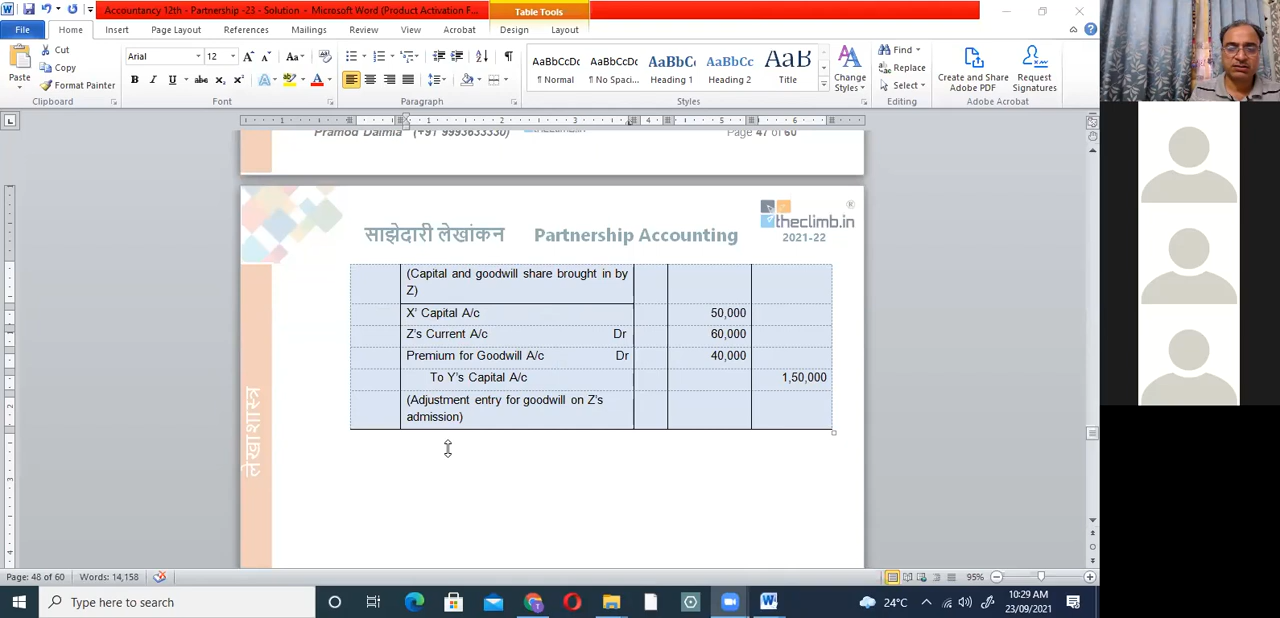 Accountancy 12th - Partnership -23 - Solution - Microsoft Word (Product Activation F...
Table Tools
File Home Insert Page Layout References Mailings Review View Acrobat Design Layout
Paste
Cut
Copy
Format Painter
Clipboard
Arial 12
Font
Paragraph
AaBbCcDc AaBbCcDc AaBbCc AaBbCc AaB
¶ Normal ¶ No Spaci... Heading 1 Heading 2 Title
Change Styles
Styles
Find
Replace
Select
Editing
Create and Share Adobe PDF
Request Signatures
Adobe Acrobat
Pramod Dalmia (+91 9993633330) Page 47 of 60
साझेदारी लेखांकन Partnership Accounting
theclimb.in
2021-22
लेखाशास्त्र
(Capital and goodwill share brought in by
Z)
X’ Capital A/c 50,000
Z’s Current A/c Dr 60,000
Premium for Goodwill A/c Dr 40,000
To Y’s Capital A/c 1,50,000
(Adjustment entry for goodwill on Z’s
admission)
Page: 48 of 60 Words: 14,158 95%
Type here to search
24°C
10:29 AM
23/09/2021